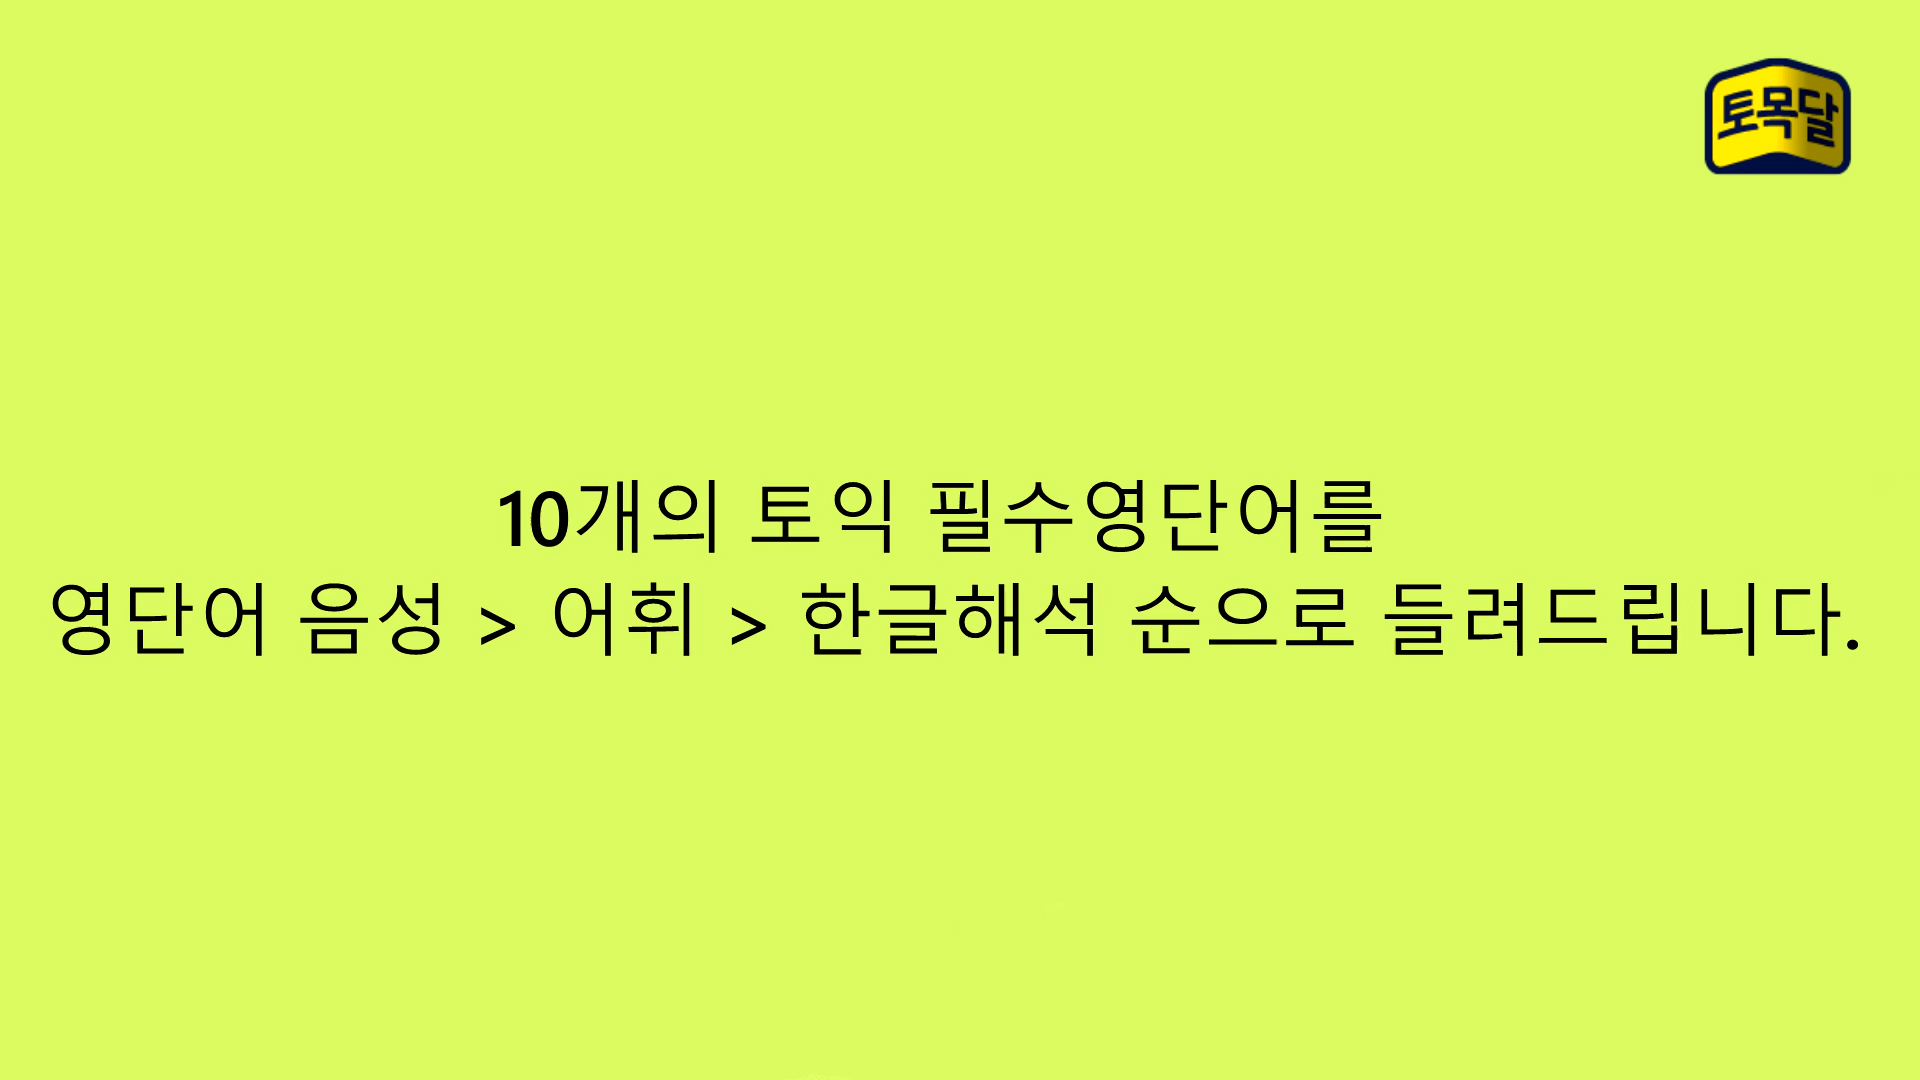 토목달
10개의 토익 필수영단어를
영단어 음성 > 어휘 > 한글해석 순으로 들려드립니다.